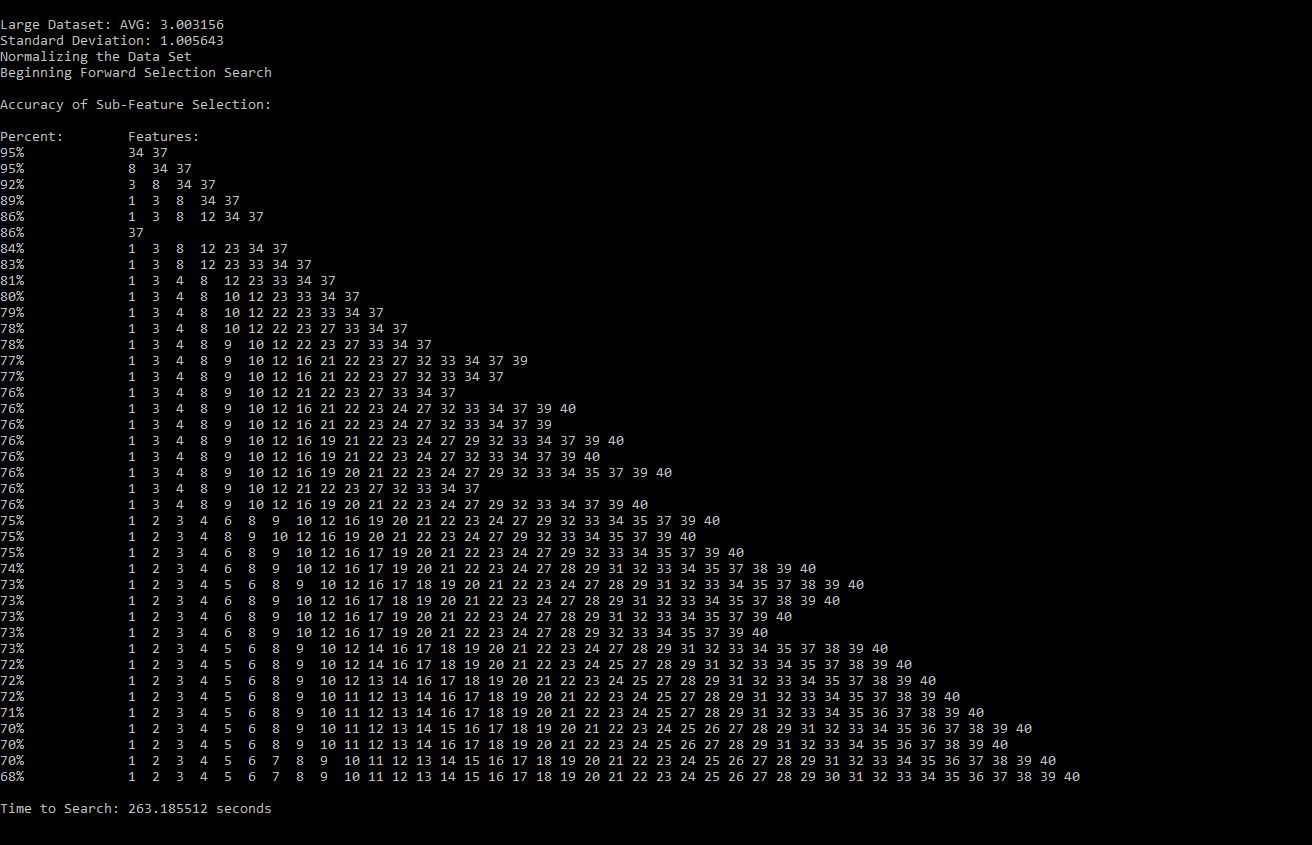 Large Dataset: AVG: 3.003156
Standard Deviation: 1.005643
Normalizing the Data Set
Beginning Forward Selection Search
Accuracy of Sub-Feature Selection:
Percent: Features:
95% 34 37
95% 8 34 37
92% 3 8 34 37
89% 1 3 8 34 37
86% 1 3 8 12 34 37
86% 37
84% 1 3 8 12 23 34 37
83% 1 3 8 12 23 33 34 37
81% 1 3 4 8 12 23 33 34 37
80% 1 3 4 8 10 12 23 33 34 37
79% 1 3 4 8 10 12 22 23 33 34 37
78% 1 3 4 8 10 12 22 23 27 33 34 37
78% 1 3 4 8 9 10 12 22 23 27 33 34 37
77% 1 3 4 8 9 10 12 16 21 22 23 27 32 33 34 37 39
77% 1 3 4 8 9 10 12 16 21 22 23 27 32 33 34 37
76% 1 3 4 8 9 10 12 21 22 23 27 33 34 37
76% 1 3 4 8 9 10 12 16 21 22 23 24 27 32 33 34 37 39 40
76% 1 3 4 8 9 10 12 16 21 22 23 24 27 32 33 34 37 39
76% 1 3 4 8 9 10 12 16 19 21 22 23 24 27 29 32 33 34 37 39 40
76% 1 3 4 8 9 10 12 16 19 21 22 23 24 27 32 33 34 37 39 40
76% 1 3 4 8 9 10 12 16 19 20 21 22 23 24 27 29 32 33 34 35 37 39 40
76% 1 3 4 8 9 10 12 21 22 23 27 32 33 34 37
76% 1 3 4 8 9 10 12 16 19 20 21 22 23 24 27 29 32 33 34 37 39 40
75% 1 2 3 4 6 8 9 10 12 16 19 20 21 22 23 24 27 29 32 33 34 35 37 39 40
75% 1 2 3 4 8 9 10 12 16 19 20 21 22 23 24 27 29 32 33 34 35 37 39 40
75% 1 2 3 4 6 8 9 10 12 16 17 19 20 21 22 23 24 27 29 32 33 34 35 37 39 40
74% 1 2 3 4 6 8 9 10 12 16 17 19 20 21 22 23 24 27 28 29 31 32 33 34 35 37 38 39 40
73% 1 2 3 4 5 6 8 9 10 12 16 17 18 19 20 21 22 23 24 27 28 29 31 32 33 34 35 37 38 39 40
73% 1 2 3 4 6 8 9 10 12 16 17 18 19 20 21 22 23 24 27 28 29 31 32 33 34 35 37 38 39 40
73% 1 2 3 4 6 8 9 10 12 16 17 19 20 21 22 23 24 27 28 29 31 32 33 34 35 37 39 40
73% 1 2 3 4 6 8 9 10 12 16 17 19 20 21 22 23 24 27 28 29 32 33 34 35 37 39 40
73% 1 2 3 4 5 6 8 9 10 12 14 16 17 18 19 20 21 22 23 24 27 28 29 31 32 33 34 35 37 38 39 40
72% 1 2 3 4 5 6 8 9 10 12 14 16 17 18 19 20 21 22 23 24 25 27 28 29 31 32 33 34 35 37 38 39 40
72% 1 2 3 4 5 6 8 9 10 12 13 14 16 17 18 19 20 21 22 23 24 25 27 28 29 31 32 33 34 35 37 38 39 40
72% 1 2 3 4 5 6 8 9 10 11 12 13 14 16 17 18 19 20 21 22 23 24 25 27 28 29 31 32 33 34 35 37 38 39 40
71% 1 2 3 4 5 6 8 9 10 11 12 13 14 16 17 18 19 20 21 22 23 24 25 27 28 29 31 32 33 34 35 36 37 38 39 40
70% 1 2 3 4 5 6 8 9 10 11 12 13 14 15 16 17 18 19 20 21 22 23 24 25 26 27 28 29 31 32 33 34 35 36 37 38 39 40
70% 1 2 3 4 5 6 8 9 10 11 12 13 14 16 17 18 19 20 21 22 23 24 25 26 27 28 29 31 32 33 34 35 36 37 38 39 40
70% 1 2 3 4 5 6 7 8 9 10 11 12 13 14 15 16 17 18 19 20 21 22 23 24 25 26 27 28 29 31 32 33 34 35 36 37 38 39 40
68% 1 2 3 4 5 6 7 8 9 10 11 12 13 14 15 16 17 18 19 20 21 22 23 24 25 26 27 28 29 30 31 32 33 34 35 36 37 38 39 40
Time to Search: 263.185512 seconds